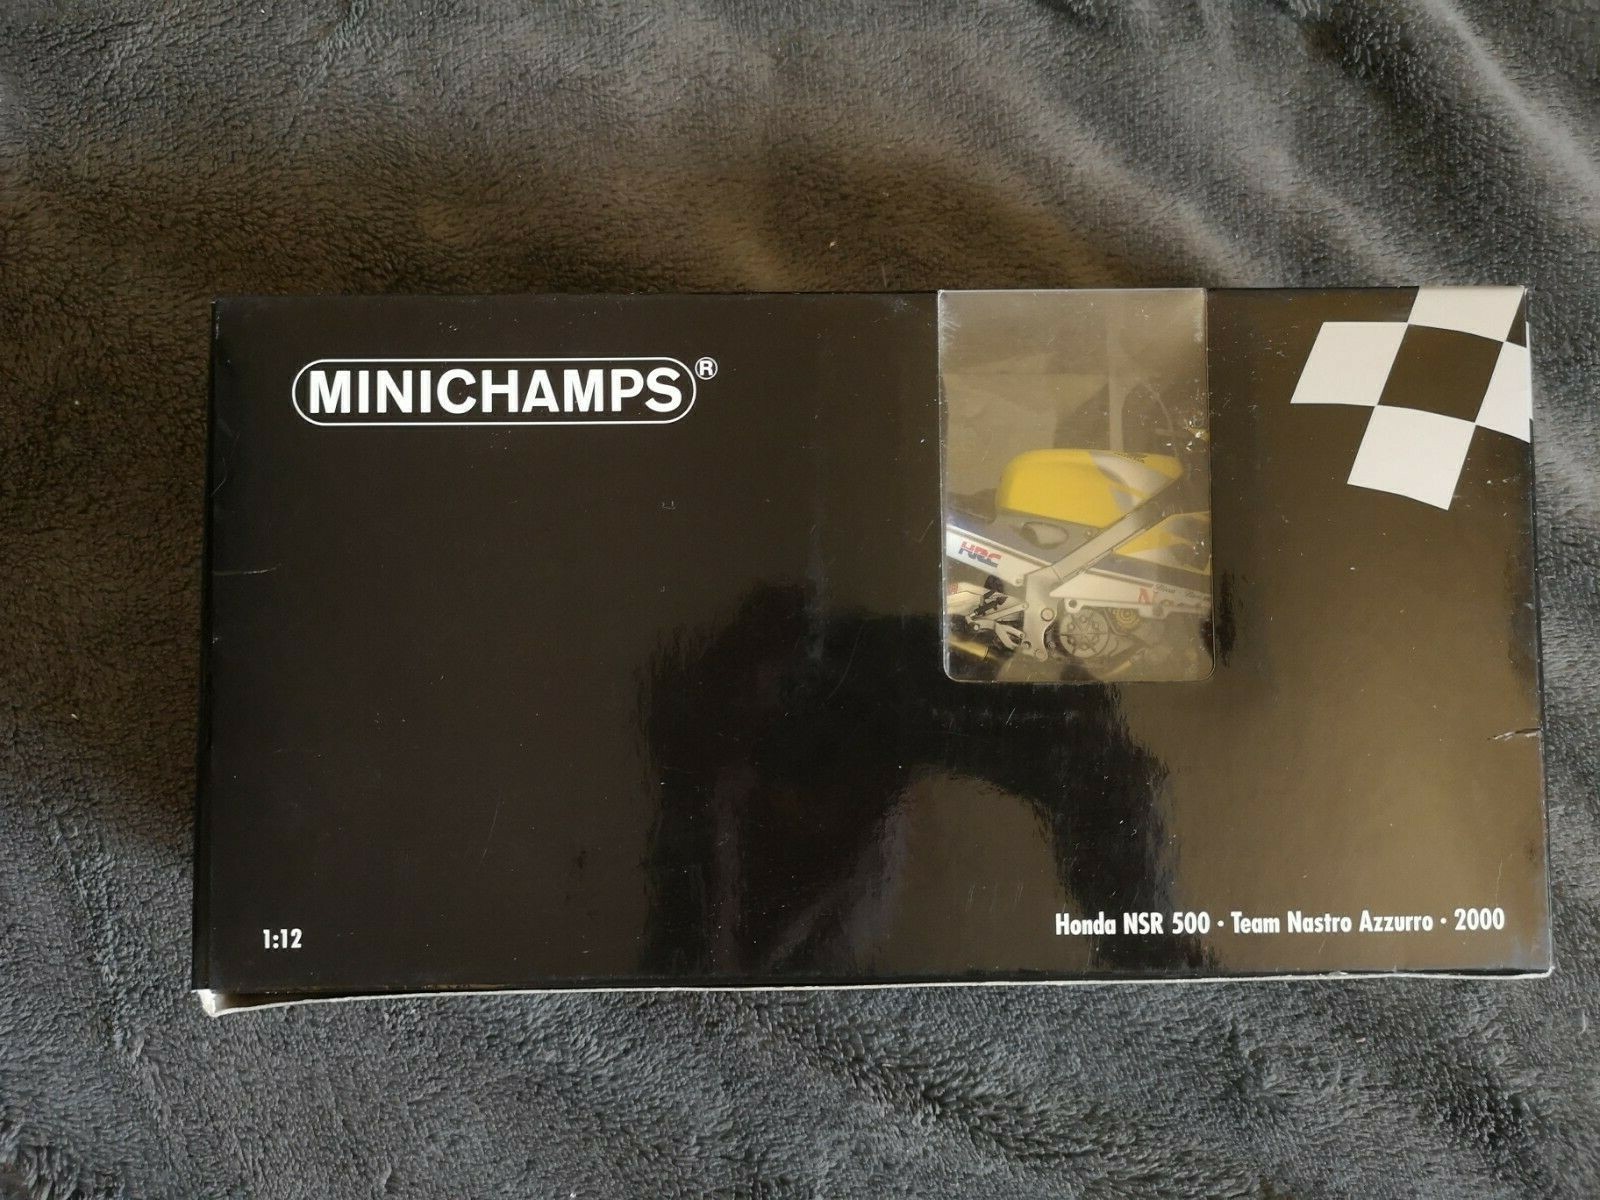 MINICHAMPS®
HRC
1:12
Honda NSR 500 · Team Nastro Azzurro · 2000